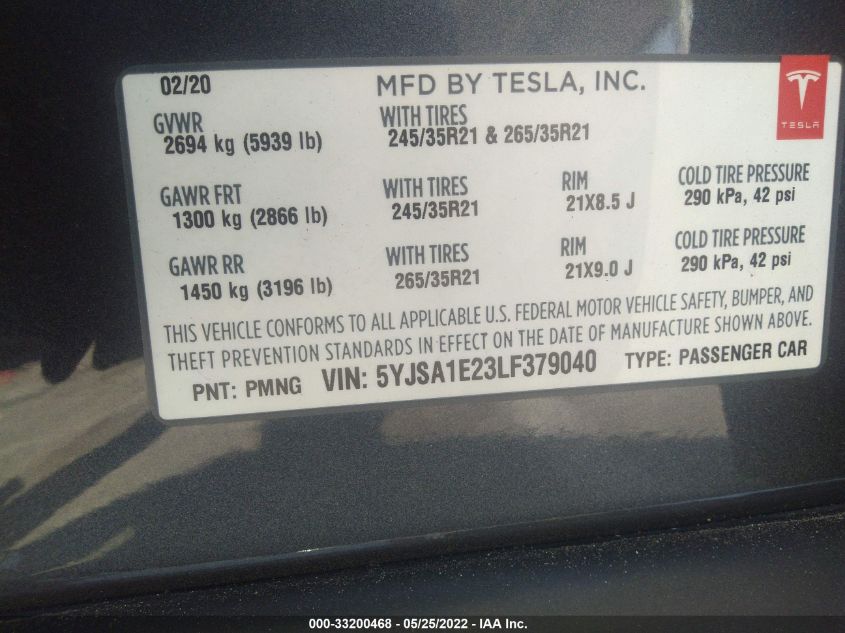 02/20 MFD BY TESLA, INC.
TESLA
GVWR WITH TIRES
2694 kg (5939 lb) 245/35R21 & 265/35R21
GAWR FRT WITH TIRES RIM COLD TIRE PRESSURE
1300 kg (2866 lb) 245/35R21 21X8.5 J 290 kPa, 42 psi
GAWR RR WITH TIRES RIM COLD TIRE PRESSURE
1450 kg (3196 lb) 265/35R21 21X9.0 J 290 kPa, 42 psi
THIS VEHICLE CONFORMS TO ALL APPLICABLE U.S. FEDERAL MOTOR VEHICLE SAFETY, BUMPER, AND
THEFT PREVENTION STANDARDS IN EFFECT ON THE DATE OF MANUFACTURE SHOWN ABOVE.
PNT: PMNG VIN: 5YJSA1E23LF379040 TYPE: PASSENGER CAR
000-33200468 - 05/25/2022 - IAA Inc.